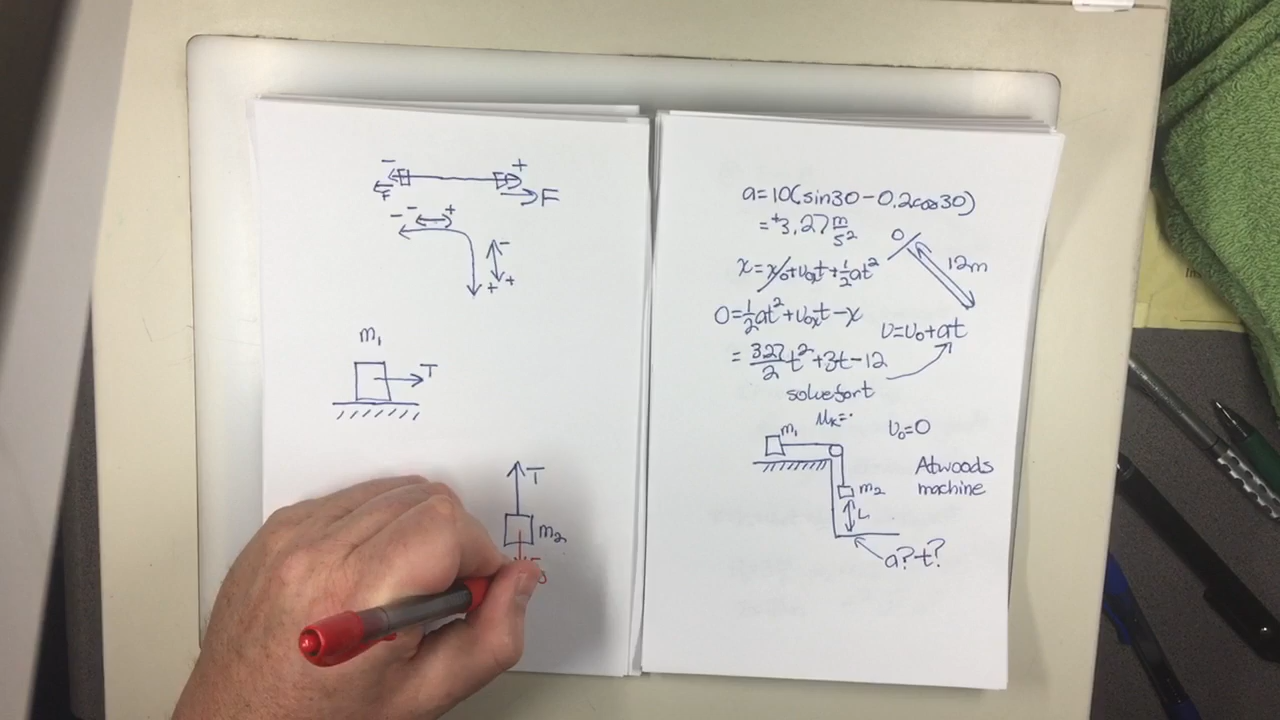 - +
F F
- - +
-
+ +
m₁
T
T
m₂
F
a=10(sin30-0.2cos30)
=+3,27 m/s²
0
12m
x=x₀+v₀ₓt+½at²
0=½at²+v₀ₓt-x
v=v₀+at
=3.27/2 t²+3t-12
solve for t
μₖ=.
m₁
v₀=0
Atwoods
machine
m₂
L
a? t?